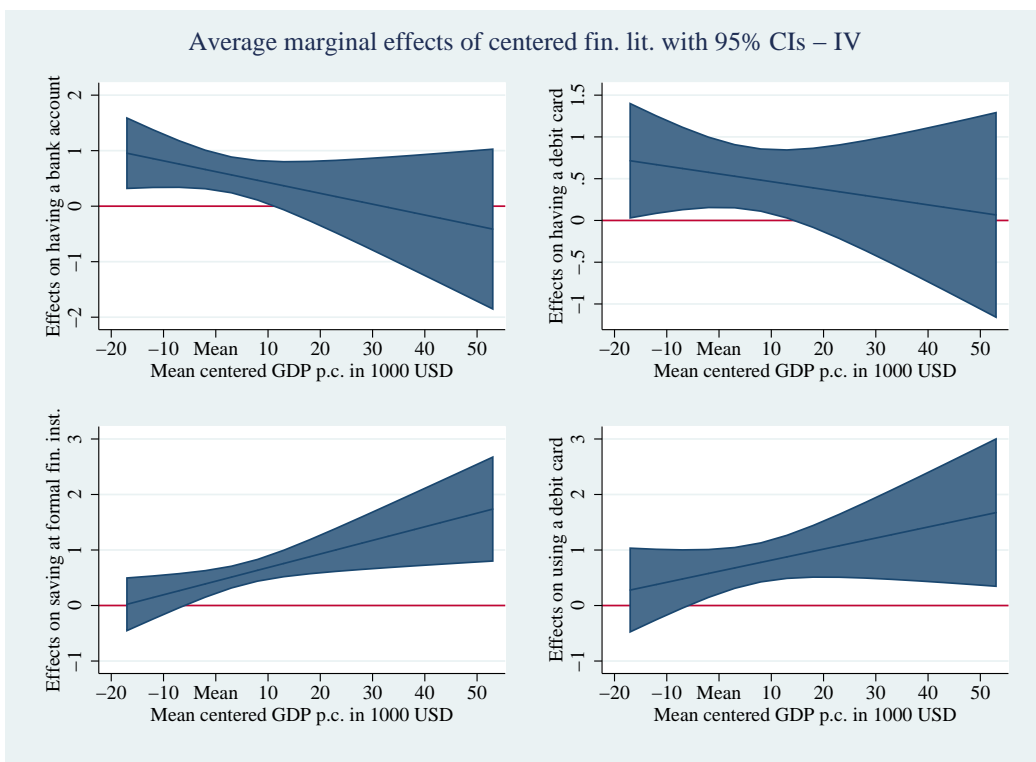 Average marginal effects of centered fin. lit. with 95% CIs – IV
Effects on having a bank account
2
1
0
−1
−2
−20 −10 Mean 10 20 30 40 50
Mean centered GDP p.c. in 1000 USD
Effects on having a debit card
1.5
1
.5
0
−.5
−1
−20 −10 Mean 10 20 30 40 50
Mean centered GDP p.c. in 1000 USD
Effects on saving at formal fin. inst.
3
2
1
0
−1
−20 −10 Mean 10 20 30 40 50
Mean centered GDP p.c. in 1000 USD
Effects on using a debit card
3
2
1
0
−1
−20 −10 Mean 10 20 30 40 50
Mean centered GDP p.c. in 1000 USD